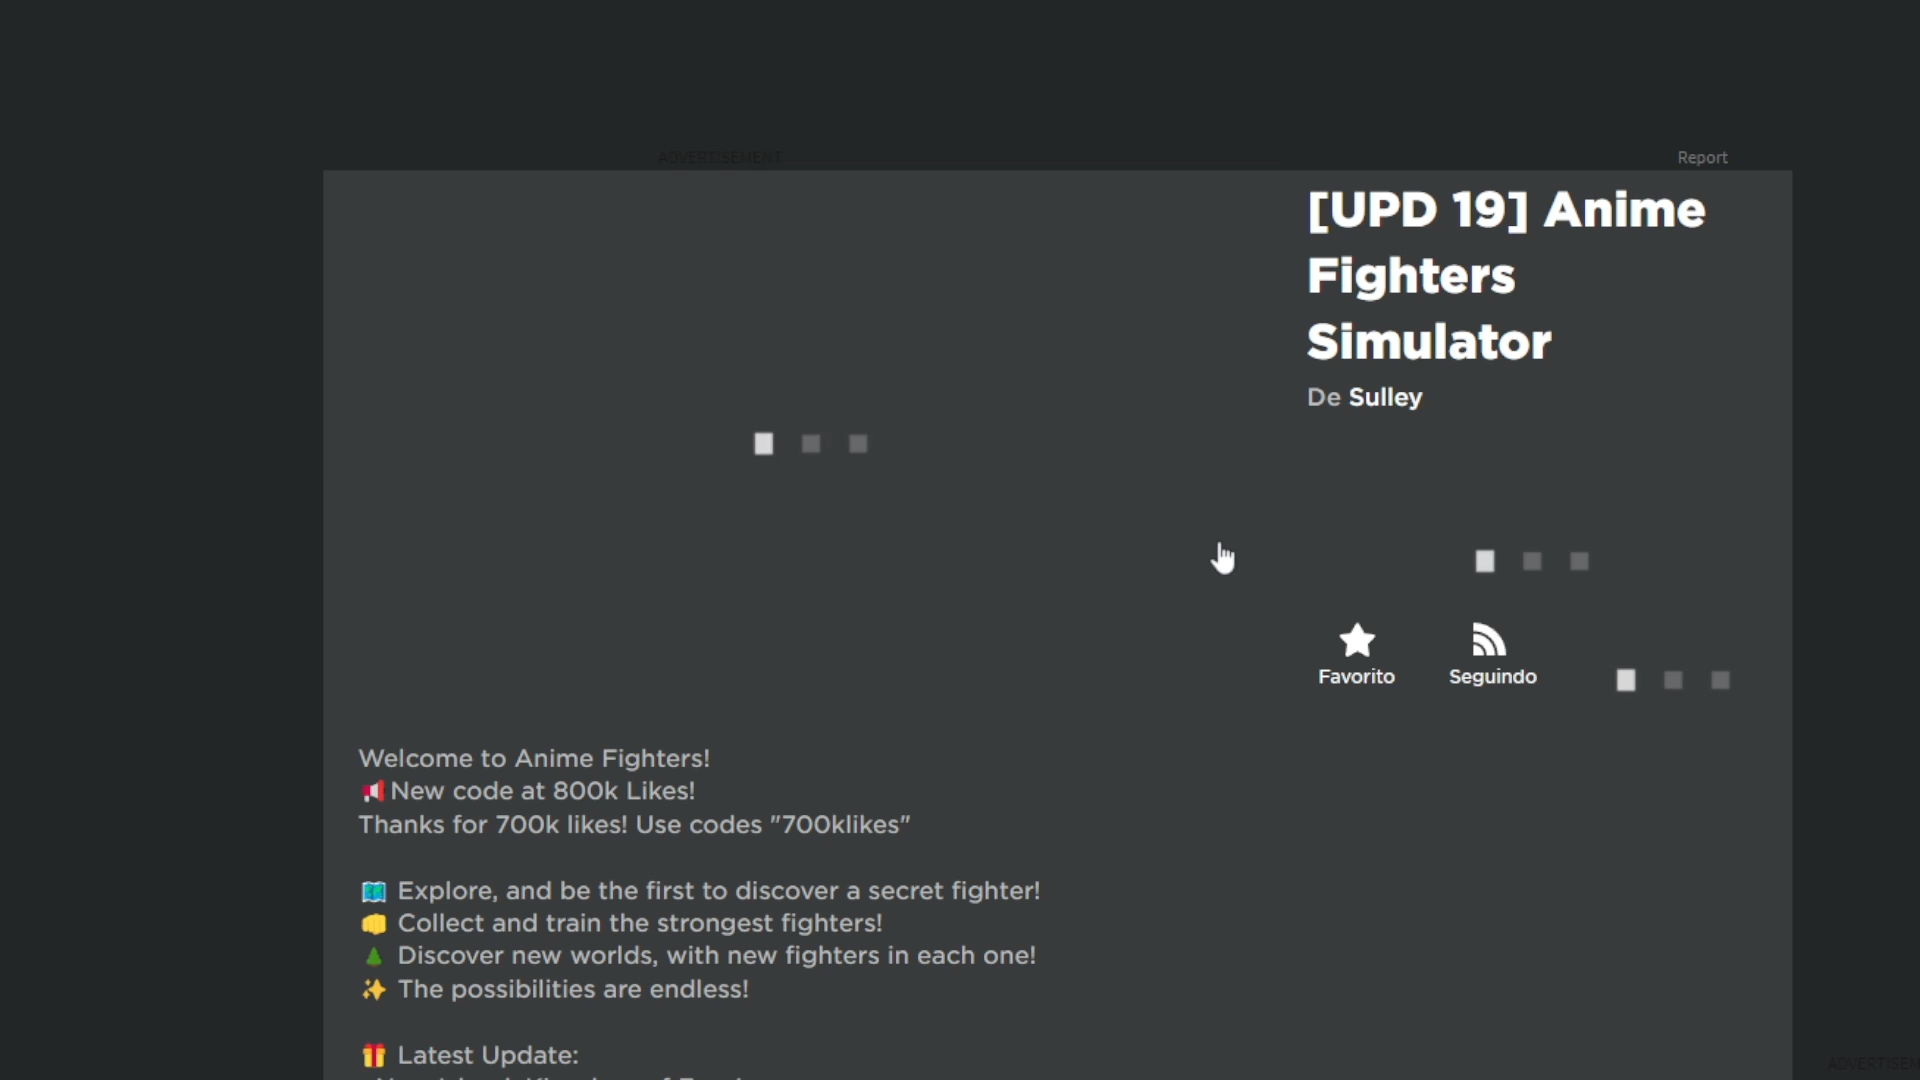 ADVERTISEMENT
Report
[UPD 19] Anime
Fighters
Simulator
De Sulley
Favorito
Seguindo
Welcome to Anime Fighters!
📢New code at 800k Likes!
Thanks for 700k likes! Use codes "700klikes"
🗺️ Explore, and be the first to discover a secret fighter!
👊 Collect and train the strongest fighters!
🌲 Discover new worlds, with new fighters in each one!
✨ The possibilities are endless!
🎁 Latest Update: